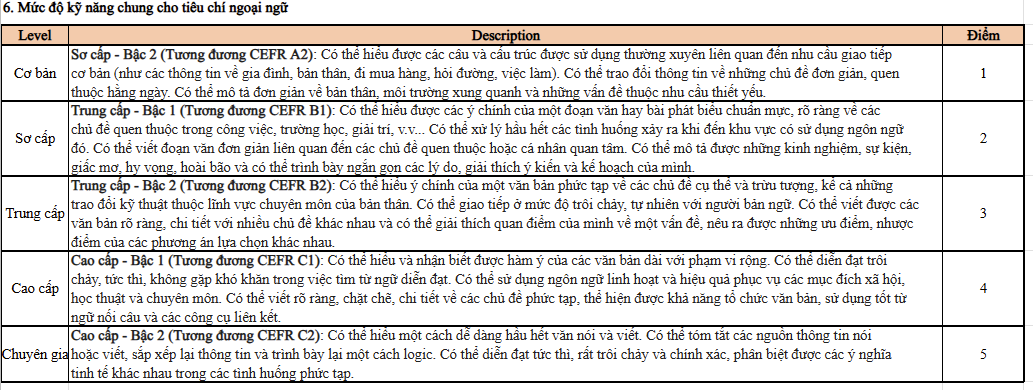 6. Mức độ kỹ năng chung cho tiêu chí ngoại ngữ
Level Description Điểm
Sơ cấp - Bậc 2 (Tương đương CEFR A2): Có thể hiểu được các câu và cấu trúc được sử dụng thường xuyên liên quan đến nhu cầu giao tiếp
Cơ bản cơ bản (như các thông tin về gia đình, bản thân, đi mua hàng, hỏi đường, việc làm). Có thể trao đổi thông tin về những chủ đề đơn giản, quen 1
thuộc hằng ngày. Có thể mô tả đơn giản về bản thân, môi trường xung quanh và những vấn đề thuộc nhu cầu thiết yếu.
Trung cấp - Bậc 1 (Tương đương CEFR B1): Có thể hiểu được các ý chính của một đoạn văn hay bài phát biểu chuẩn mực, rõ ràng về các
Sơ cấp chủ đề quen thuộc trong công việc, trường học, giải trí, v.v... Có thể xử lý hầu hết các tình huống xảy ra khi đến khu vực có sử dụng ngôn ngữ 2
đó. Có thể viết đoạn văn đơn giản liên quan đến các chủ đề quen thuộc hoặc cá nhân quan tâm. Có thể mô tả được những kinh nghiệm, sự kiện,
giấc mơ, hy vọng, hoài bão và có thể trình bày ngắn gọn các lý do, giải thích ý kiến và kế hoạch của mình.
Trung cấp - Bậc 2 (Tương đương CEFR B2): Có thể hiểu ý chính của một văn bản phức tạp về các chủ đề cụ thể và trừu tượng, kể cả những
Trung cấp trao đổi kỹ thuật thuộc lĩnh vực chuyên môn của bản thân. Có thể giao tiếp ở mức độ trôi chảy, tự nhiên với người bản ngữ. Có thể viết được các 3
văn bản rõ ràng, chi tiết với nhiều chủ đề khác nhau và có thể giải thích quan điểm của mình về một vấn đề, nêu ra được những ưu điểm, nhược
điểm của các phương án lựa chọn khác nhau.
Cao cấp - Bậc 1 (Tương đương CEFR C1): Có thể hiểu và nhận biết được hàm ý của các văn bản dài với phạm vi rộng. Có thể diễn đạt trôi
Cao cấp chảy, tức thì, không gặp khó khăn trong việc tìm từ ngữ diễn đạt. Có thể sử dụng ngôn ngữ linh hoạt và hiệu quả phục vụ các mục đích xã hội, 4
học thuật và chuyên môn. Có thể viết rõ ràng, chặt chẽ, chi tiết về các chủ đề phức tạp, thể hiện được khả năng tổ chức văn bản, sử dụng tốt từ
ngữ nối câu và các công cụ liên kết.
Cao cấp - Bậc 2 (Tương đương CEFR C2): Có thể hiểu một cách dễ dàng hầu hết văn nói và viết. Có thể tóm tắt các nguồn thông tin nói
Chuyên gia hoặc viết, sắp xếp lại thông tin và trình bày lại một cách logic. Có thể diễn đạt tức thì, rất trôi chảy và chính xác, phân biệt được các ý nghĩa 5
tinh tế khác nhau trong các tình huống phức tạp.